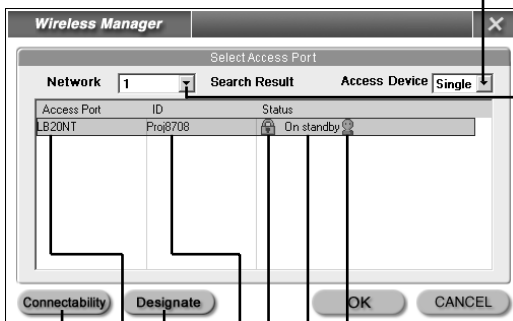 Wireless Manager
Select Access Port
Network 1 Search Result Access Device Single
Access Port ID Status
LB20NT Proj8708 On standby
Connectability Designate OK CANCEL